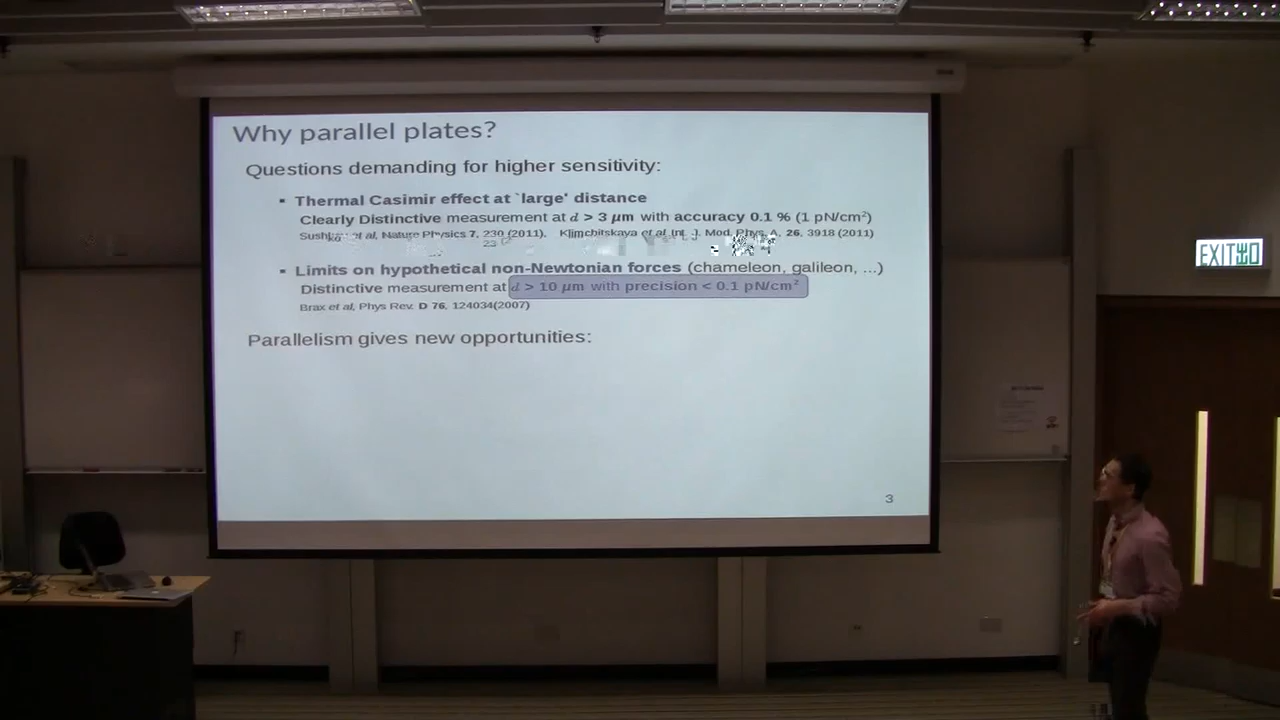 Why parallel plates?
Questions demanding for higher sensitivity:
▪ Thermal Casimir effect at `large' distance
Clearly Distinctive measurement at d > 3 μm with accuracy 0.1 % (1 pN/cm²)
et al, Nature Physics 7, 230 (2011). Klimchitskaya et al Int. J. Mod. Phys. A. 26, 3918 (2011)
▪ Limits on hypothetical non-Newtonian forces (chameleon, galileon, ...)
Distinctive measurement at d > 10 μm with precision < 0.1 pN/cm²
Brax et al, Phys Rev. D 76, 124034(2007)
Parallelism gives new opportunities:
3
EXIT 出